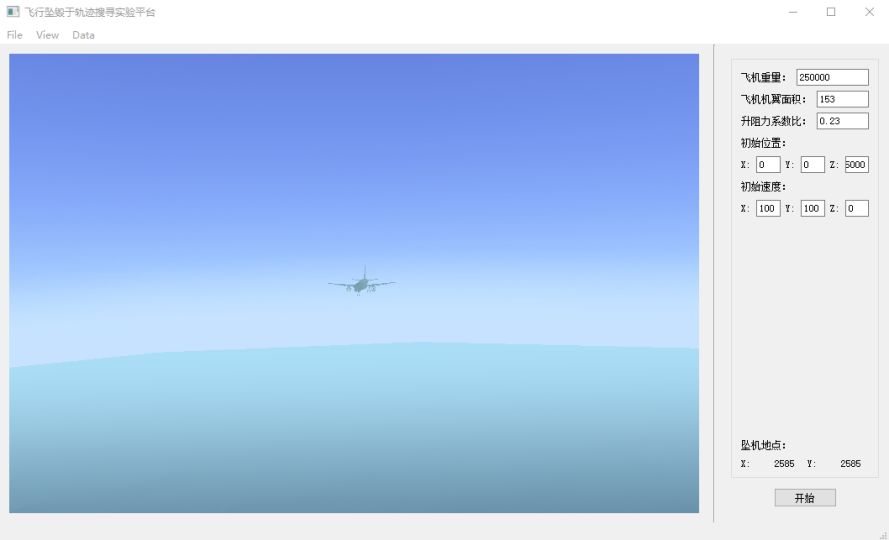 飞行坠毁于轨迹搜寻实验平台
File View Data
飞机重量: 250000
飞机机翼面积: 153
升阻力系数比: 0.23
初始位置:
X: 0 Y: 0 Z: 5000
初始速度:
X: 100 Y: 100 Z: 0
坠机地点:
X: 2585 Y: 2585
开始